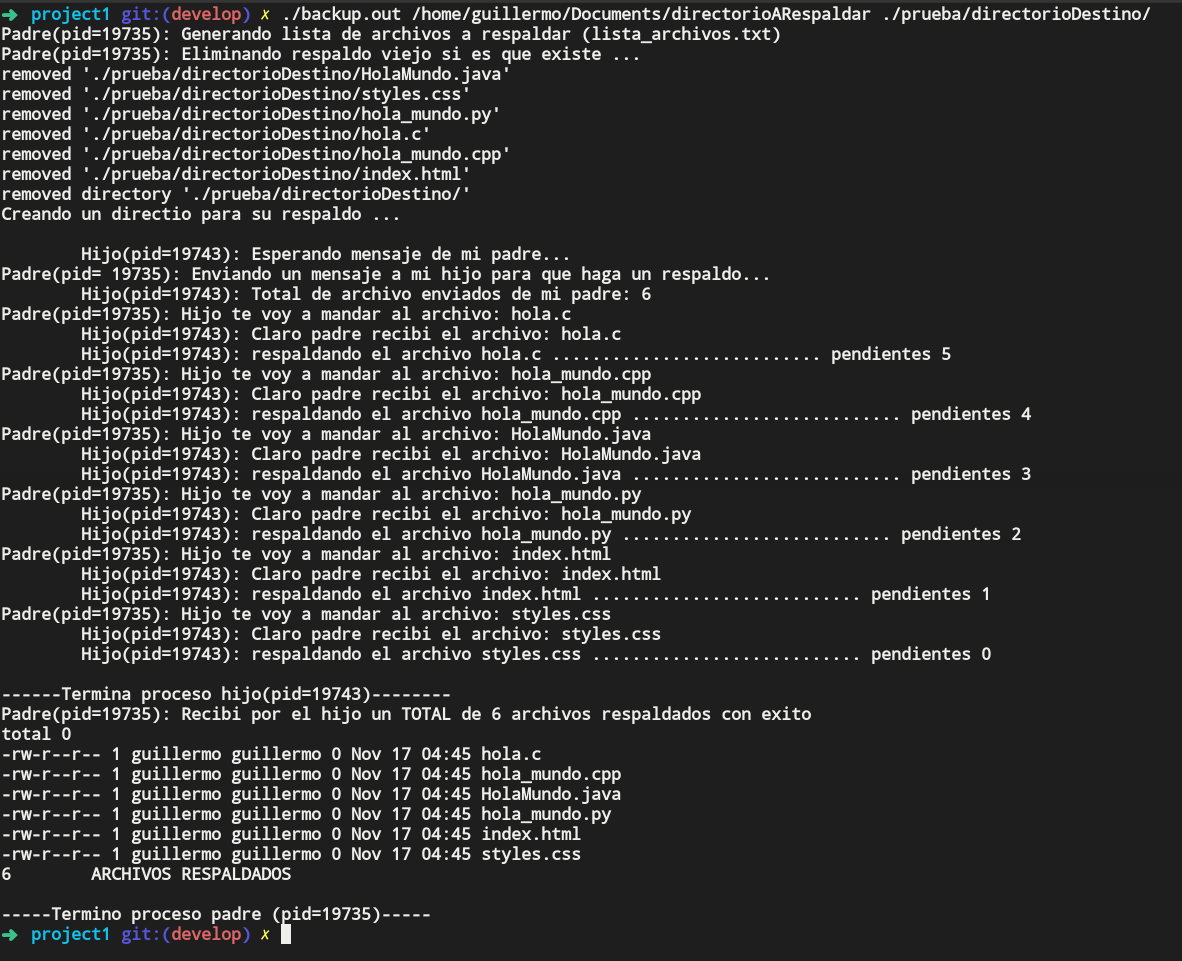 ➜ project1 git:(develop) ✗ ./backup.out /home/guillermo/Documents/directorioARespaldar ./prueba/directorioDestino/
Padre(pid=19735): Generando lista de archivos a respaldar (lista_archivos.txt)
Padre(pid=19735): Eliminando respaldo viejo si es que existe ...
removed './prueba/directorioDestino/HolaMundo.java'
removed './prueba/directorioDestino/styles.css'
removed './prueba/directorioDestino/hola_mundo.py'
removed './prueba/directorioDestino/hola.c'
removed './prueba/directorioDestino/hola_mundo.cpp'
removed './prueba/directorioDestino/index.html'
removed directory './prueba/directorioDestino/'
Creando un directio para su respaldo ...
Hijo(pid=19743): Esperando mensaje de mi padre...
Padre(pid= 19735): Enviando un mensaje a mi hijo para que haga un respaldo...
Hijo(pid=19743): Total de archivo enviados de mi padre: 6
Padre(pid=19735): Hijo te voy a mandar al archivo: hola.c
Hijo(pid=19743): Claro padre recibi el archivo: hola.c
Hijo(pid=19743): respaldando el archivo hola.c ........................... pendientes 5
Padre(pid=19735): Hijo te voy a mandar al archivo: hola_mundo.cpp
Hijo(pid=19743): Claro padre recibi el archivo: hola_mundo.cpp
Hijo(pid=19743): respaldando el archivo hola_mundo.cpp ........................... pendientes 4
Padre(pid=19735): Hijo te voy a mandar al archivo: HolaMundo.java
Hijo(pid=19743): Claro padre recibi el archivo: HolaMundo.java
Hijo(pid=19743): respaldando el archivo HolaMundo.java ........................... pendientes 3
Padre(pid=19735): Hijo te voy a mandar al archivo: hola_mundo.py
Hijo(pid=19743): Claro padre recibi el archivo: hola_mundo.py
Hijo(pid=19743): respaldando el archivo hola_mundo.py ........................... pendientes 2
Padre(pid=19735): Hijo te voy a mandar al archivo: index.html
Hijo(pid=19743): Claro padre recibi el archivo: index.html
Hijo(pid=19743): respaldando el archivo index.html ........................... pendientes 1
Padre(pid=19735): Hijo te voy a mandar al archivo: styles.css
Hijo(pid=19743): Claro padre recibi el archivo: styles.css
Hijo(pid=19743): respaldando el archivo styles.css ........................... pendientes 0
------Termina proceso hijo(pid=19743)--------
Padre(pid=19735): Recibi por el hijo un TOTAL de 6 archivos respaldados con exito
total 0
-rw-r--r-- 1 guillermo guillermo 0 Nov 17 04:45 hola.c
-rw-r--r-- 1 guillermo guillermo 0 Nov 17 04:45 hola_mundo.cpp
-rw-r--r-- 1 guillermo guillermo 0 Nov 17 04:45 HolaMundo.java
-rw-r--r-- 1 guillermo guillermo 0 Nov 17 04:45 hola_mundo.py
-rw-r--r-- 1 guillermo guillermo 0 Nov 17 04:45 index.html
-rw-r--r-- 1 guillermo guillermo 0 Nov 17 04:45 styles.css
6 ARCHIVOS RESPALDADOS
-----Termino proceso padre (pid=19735)-----
➜ project1 git:(develop) ✗